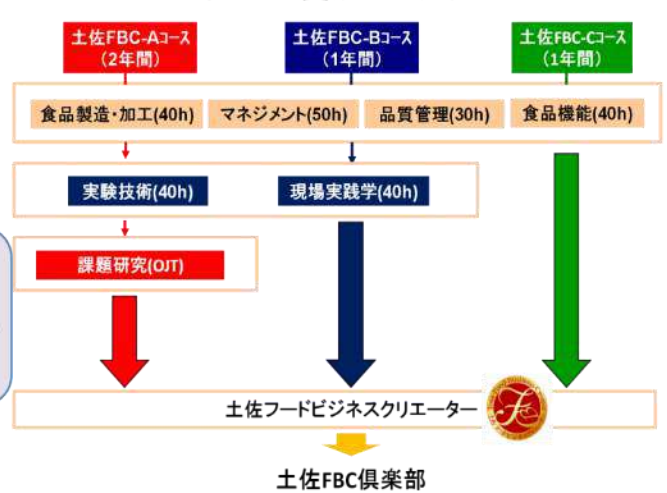 土佐FBC-Aコース
(2年間)
土佐FBC-Bコース
(1年間)
土佐FBC-Cコース
(1年間)
食品製造・加工(40h)
マネジメント(50h)
品質管理(30h)
食品機能(40h)
実験技術(40h)
現場実践学(40h)
課題研究(OJT)
土佐フードビジネスクリエーター
土佐FBC倶楽部